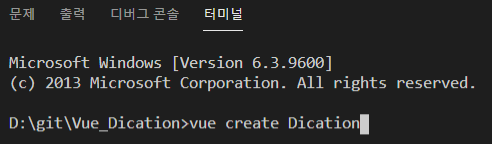 문제 출력 디버그 콘솔 터미널
Microsoft Windows [Version 6.3.9600]
(c) 2013 Microsoft Corporation. All rights reserved.
D:\git\Vue_Dication>vue create Dication